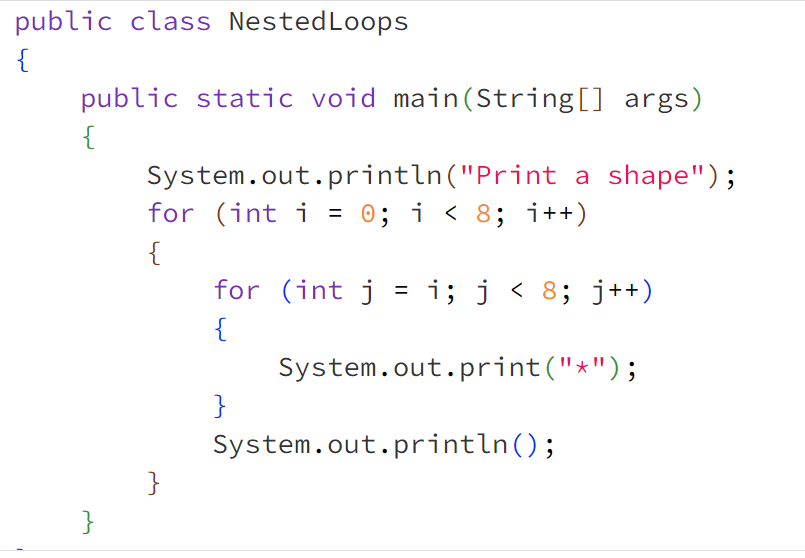 public class NestedLoops
{
    public static void main(String[] args)
    {
        System.out.println("Print a shape");
        for (int i = 0; i < 8; i++)
        {
            for (int j = i; j < 8; j++)
            {
                System.out.print("*");
            }
            System.out.println();
        }
    }